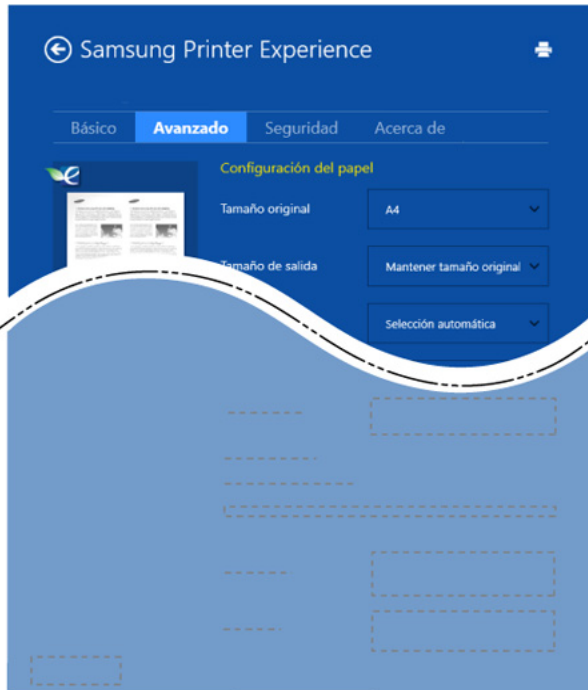 Samsung Printer Experience
Básico Avanzado Seguridad Acerca de
Configuración del papel
Tamaño original A4
Tamaño de salida Mantener tamaño original
Selección automática